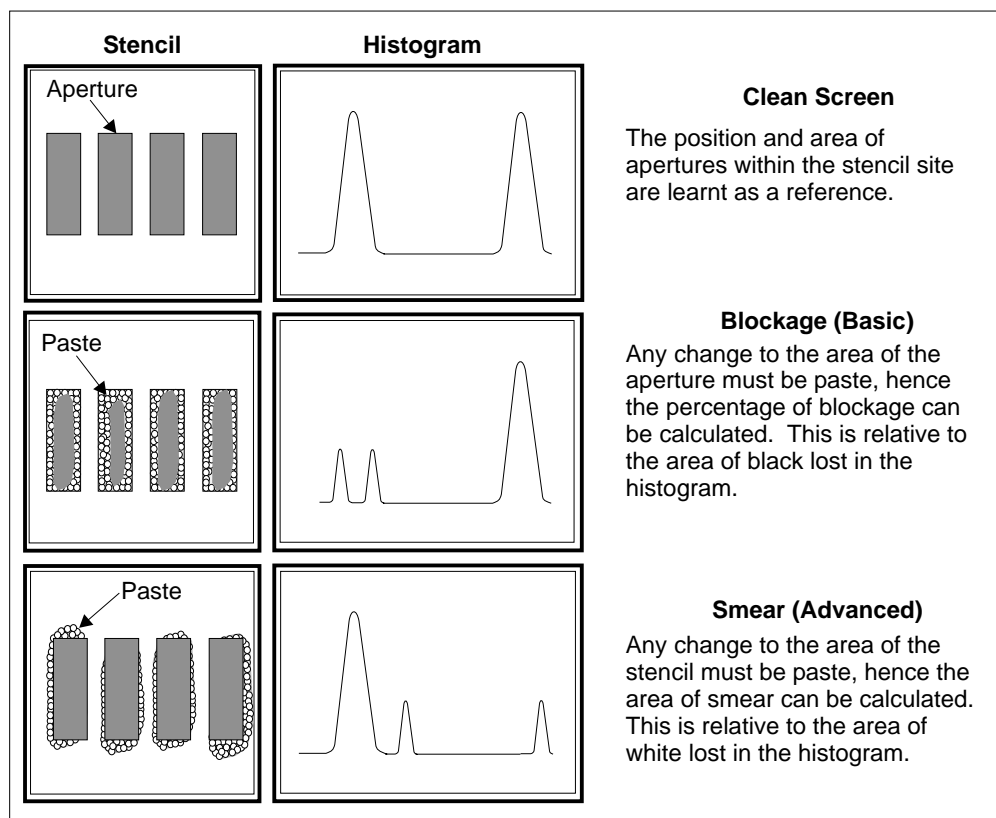 Stencil
Histogram
Aperture
Clean Screen
The position and area of
apertures within the stencil site
are learnt as a reference.
Paste
Blockage (Basic)
Any change to the area of the
aperture must be paste, hence
the percentage of blockage can
be calculated.  This is relative to
the area of black lost in the
histogram.
Paste
Smear (Advanced)
Any change to the area of the
stencil must be paste, hence the
area of smear can be calculated.
This is relative to the area of
white lost in the histogram.